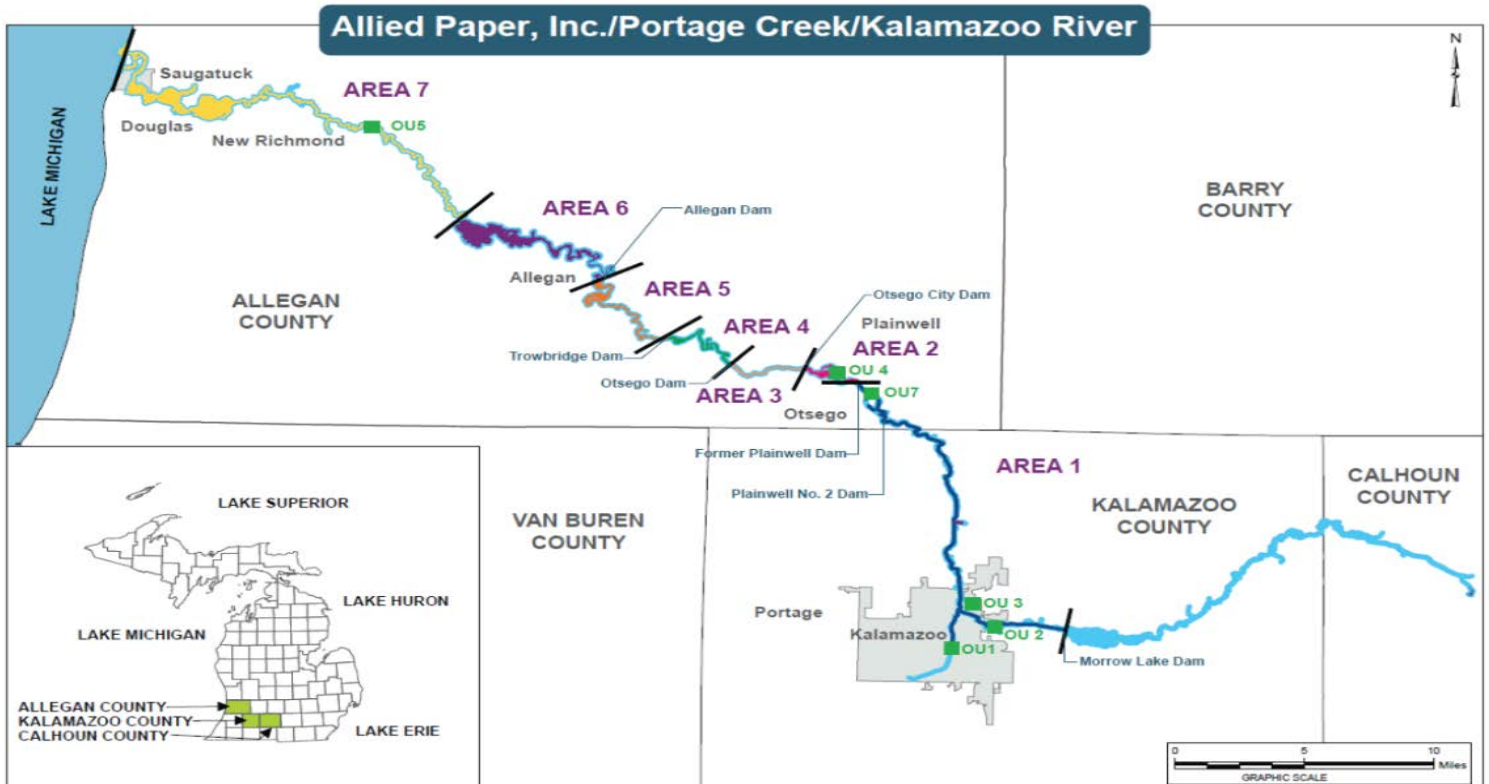 Allied Paper, Inc./Portage Creek/Kalamazoo River
N
LAKE MICHIGAN
Saugatuck
Douglas
New Richmond
AREA 7
OU5
AREA 6
Allegan Dam
BARRY
COUNTY
Allegan
AREA 5
ALLEGAN
COUNTY
Otsego City Dam
Plainwell
AREA 4
AREA 2
Trowbridge Dam
OU 4
Otsego Dam
AREA 3
OU7
Otsego
Former Plainwell Dam
AREA 1
Plainwell No. 2 Dam
CALHOUN
COUNTY
KALAMAZOO
COUNTY
VAN BUREN
COUNTY
Portage
OU 3
Kalamazoo
OU 2
OU1
Morrow Lake Dam
LAKE SUPERIOR
LAKE HURON
LAKE MICHIGAN
ALLEGAN COUNTY
KALAMAZOO COUNTY
CALHOUN COUNTY
LAKE ERIE
0 5 10
Miles
GRAPHIC SCALE